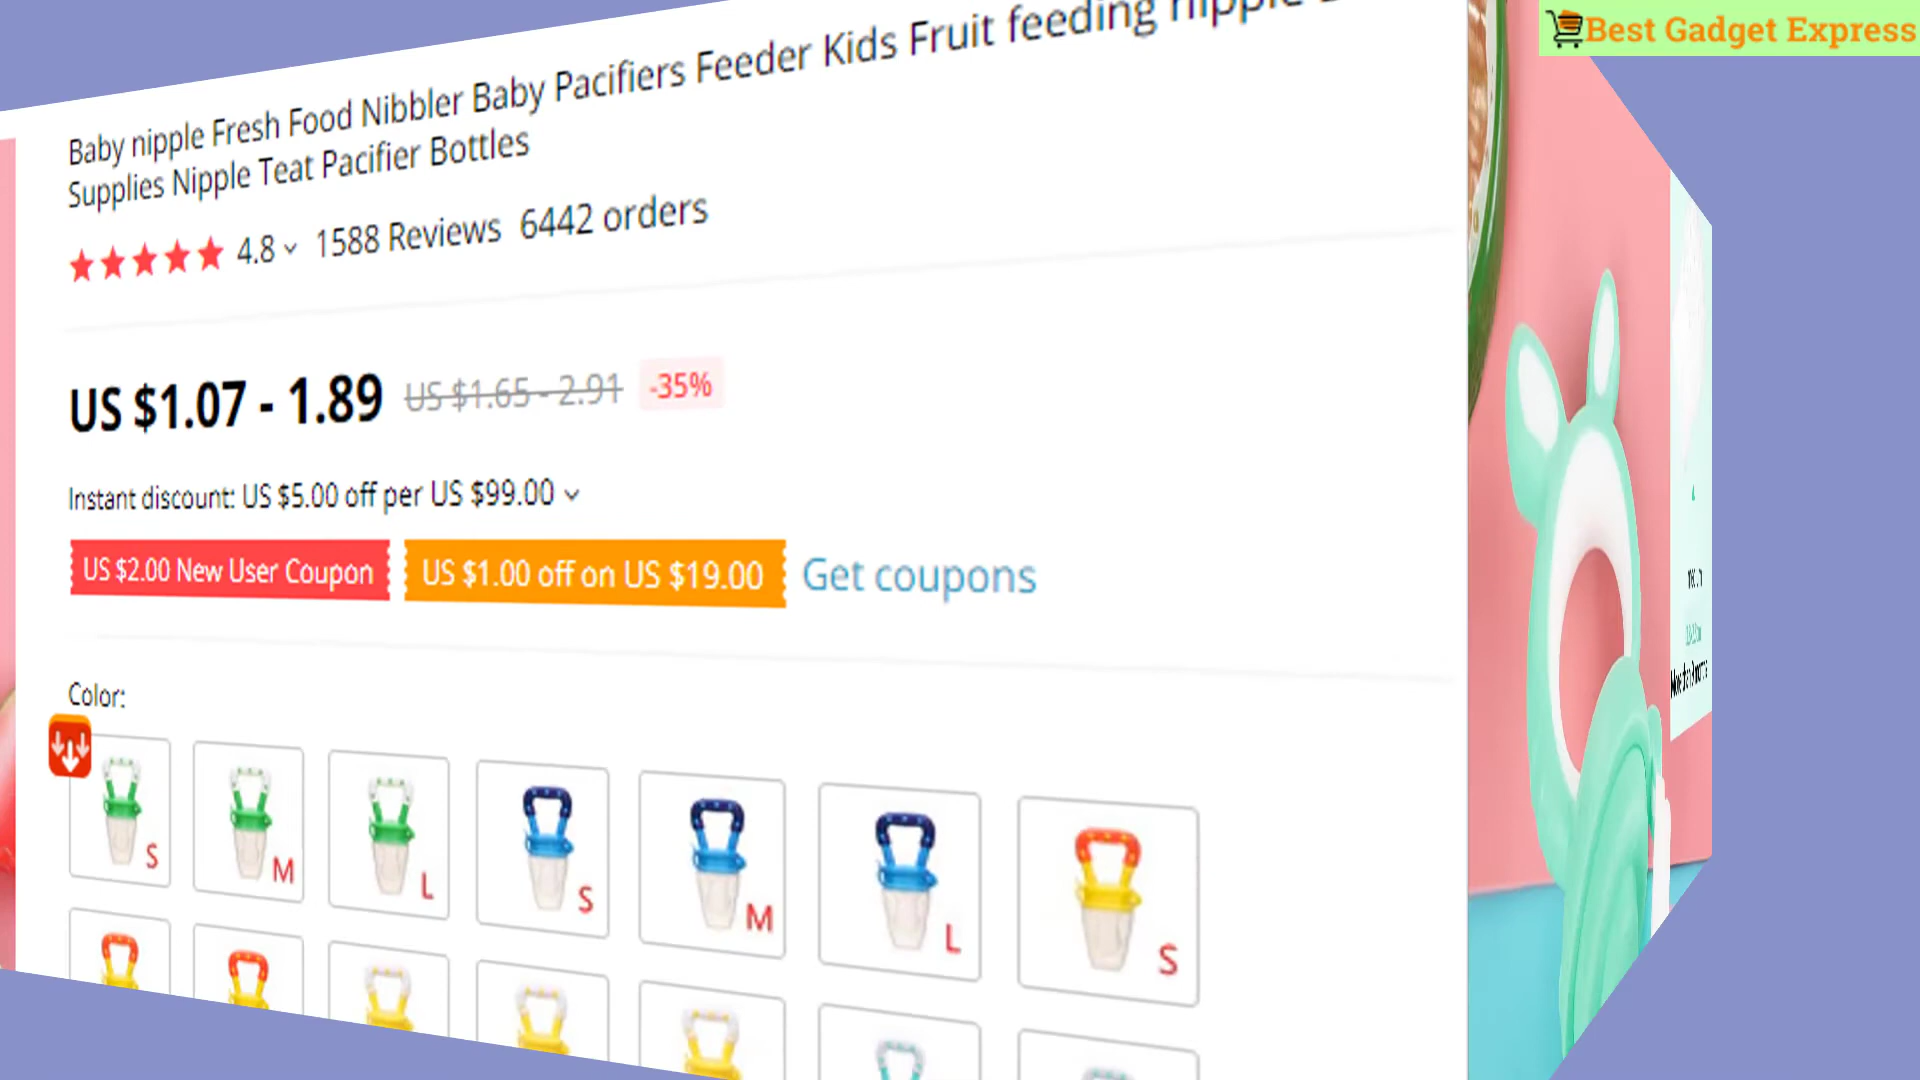 Best Gadget Express
Baby nipple Fresh Food Nibbler Baby Pacifiers Feeder Kids Fruit feeding nipple
Supplies Nipple Teat Pacifier Bottles
4.8 1588 Reviews 6442 orders
US $1.07 - 1.89 US $1.65 - 2.91 -35%
Instant discount: US $5.00 off per US $99.00
US $2.00 New User Coupon US $1.00 off on US $19.00 Get coupons
Color:
S M L S M L S